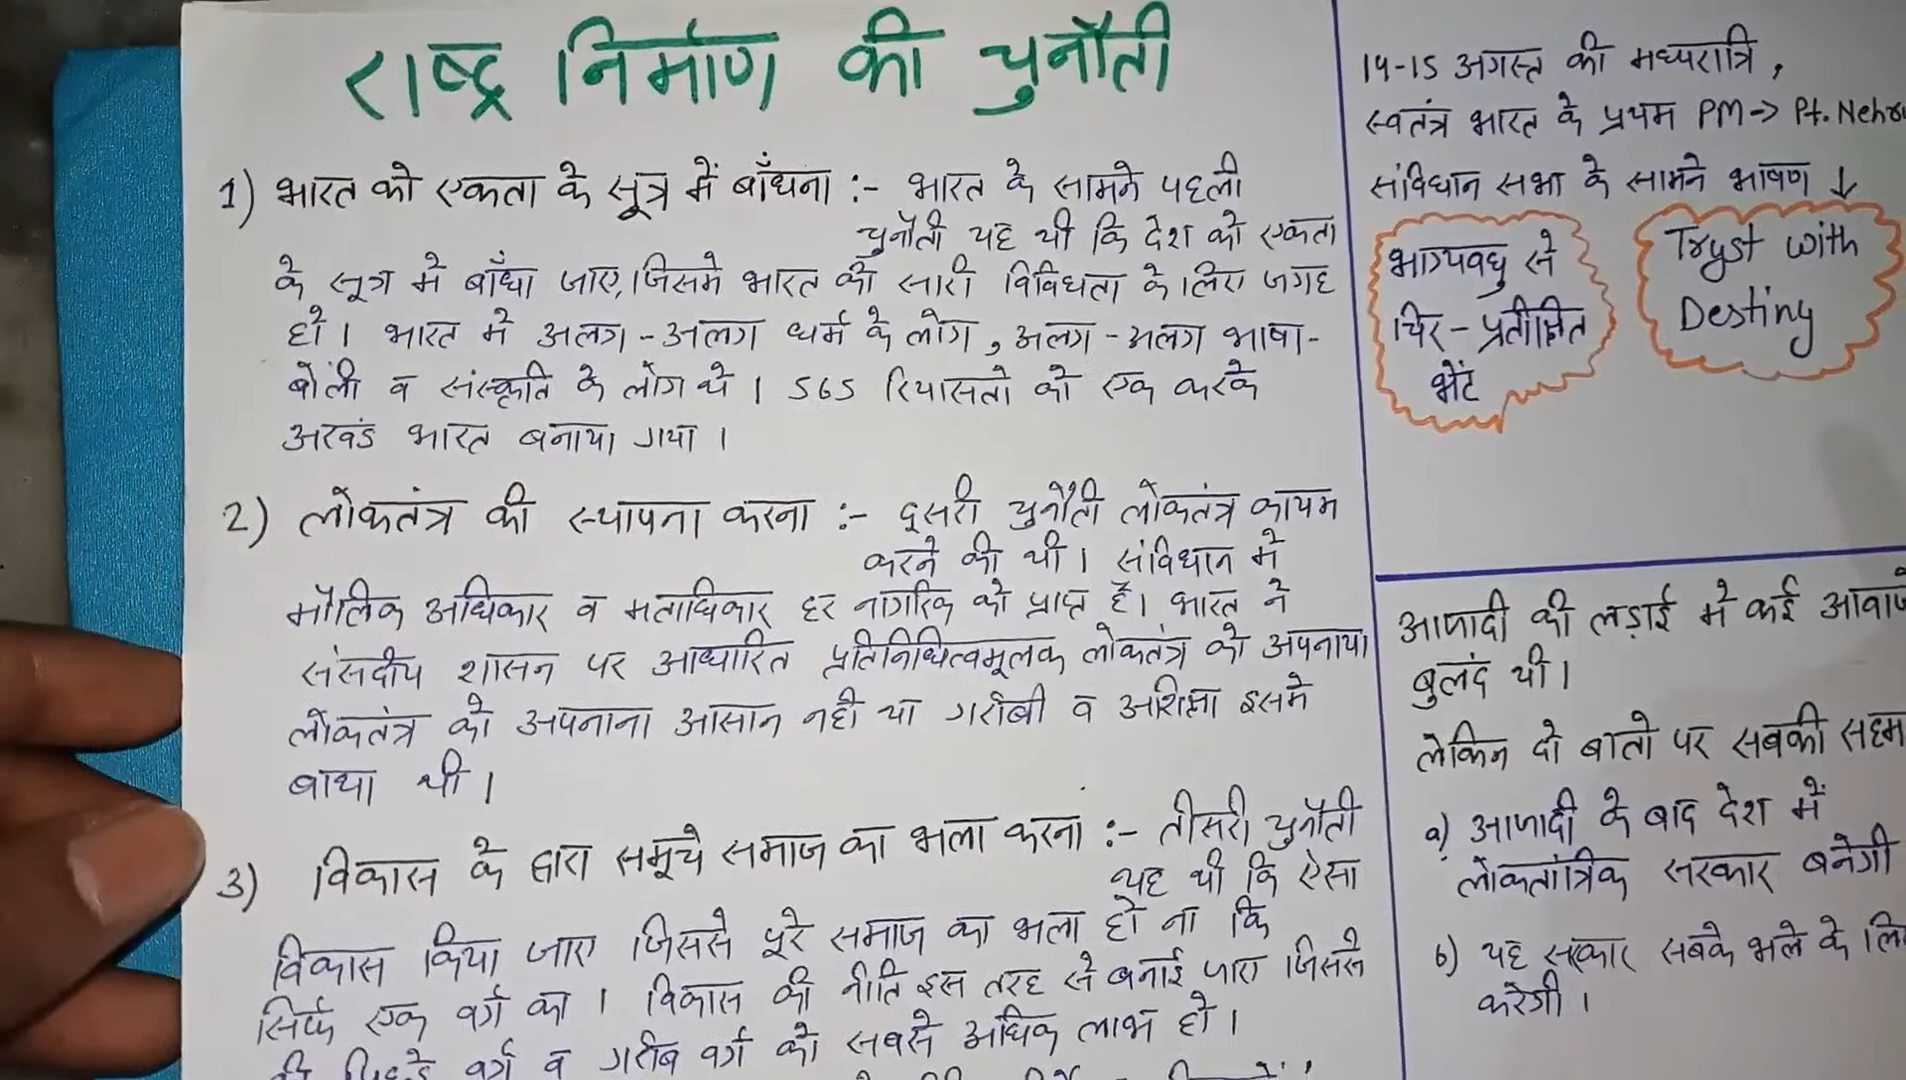 राष्ट्र निर्माण की चुनौती
1) भारत को एकता के सूत्र में बाँधना :- भारत के सामने पहली
चुनौती यह थी कि देश को एकता
के सूत्र मे बाँधा जाए, जिसमे भारत की सारी विविधता के लिए जगह
हो। भारत मे अलग-अलग धर्म के लोग, अलग-अलग भाषा-
बोली व संस्कृति के लोग थे। 565 रियासतो को एक करके
अखंड भारत बनाया गया।
2) लोकतंत्र की स्थापना करना :- दूसरी चुनौती लोकतंत्र कायम
करने की थी। संविधान मे
मौलिक अधिकार व मताधिकार हर नागरिक को प्राप्त है। भारत ने
संसदीय शासन पर आधारित प्रतिनिधित्वमूलक लोकतंत्र को अपनाया
लोकतंत्र को अपनाना आसान नही था गरीबी व अशिक्षा इसमे
बाधा थी।
3) विकास के द्वारा समूचे समाज का भला करना :- तीसरी चुनौती
यह थी कि ऐसा
विकास किया जाए जिससे पूरे समाज का भला हो ना कि
सिर्फ एक वर्ग का। विकास की नीति इस तरह से बनाई जाए जिससे
वर्ग व गरीब वर्ग को सबसे अधिक लाभ हो।
14-15 अगस्त की मध्यरात्रि,
स्वतंत्र भारत के प्रथम PM-> Pt. Nehru
संविधान सभा के सामने भाषण ↓
भाग्यवधु से
चिर-प्रतीक्षित
भेंट
Tryst with
Destiny
आजादी की लड़ाई मे कई आवाजे
बुलंद थी।
लेकिन दो बातो पर सबकी सहम
a) आजादी के बाद देश में
लोकतांत्रिक सरकार बनेगी
b) यह सरकार सबके भले के लि
करेगी।